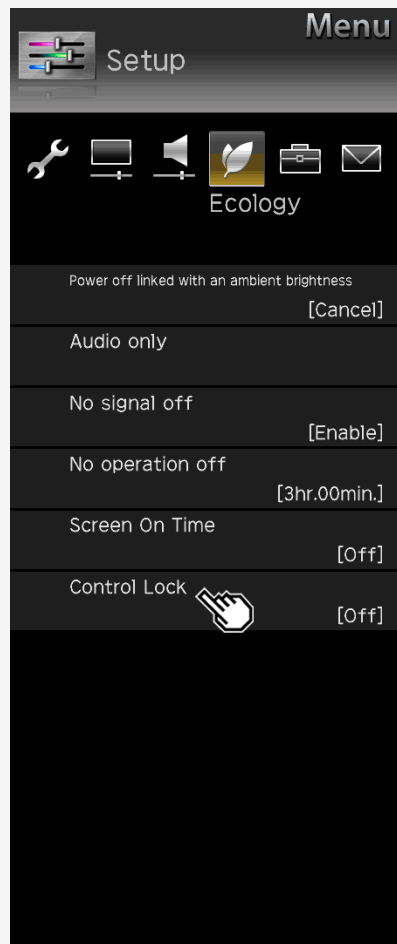 Menu
Setup
Ecology
Power off linked with an ambient brightness
[Cancel]
Audio only
No signal off
[Enable]
No operation off
[3hr.00min.]
Screen On Time
[Off]
Control Lock
[Off]